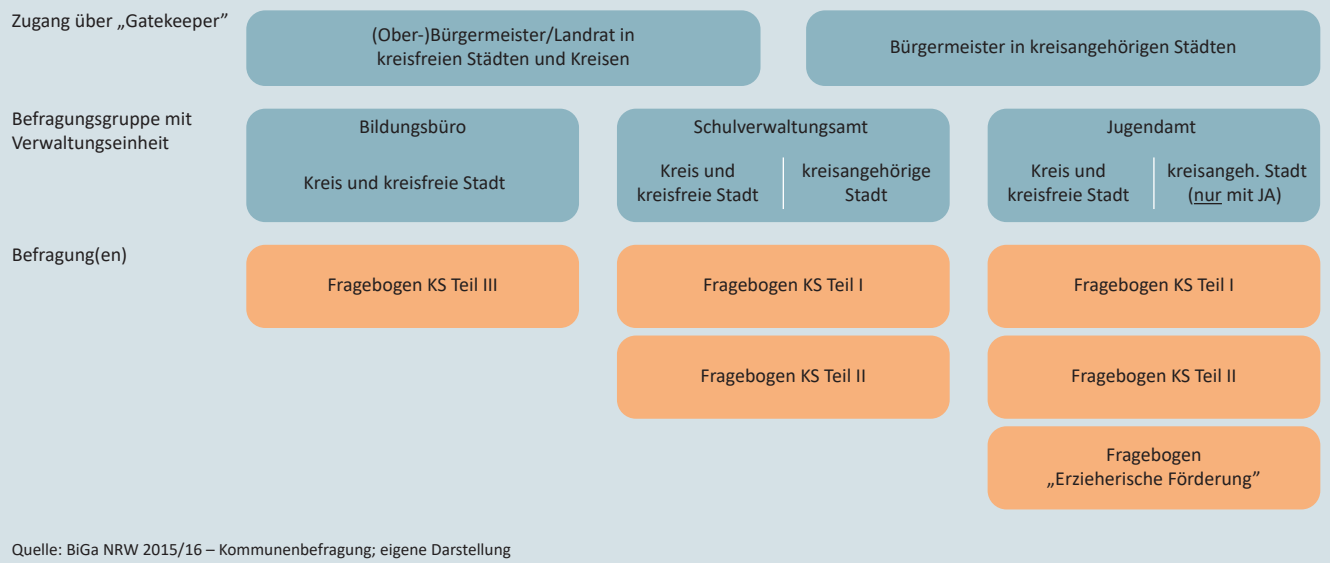 Zugang über „Gatekeeper”
(Ober-)Bürgermeister/Landrat in
kreisfreien Städten und Kreisen
Bürgermeister in kreisangehörigen Städten
Befragungsgruppe mit
Verwaltungseinheit
Bildungsbüro
Kreis und kreisfreie Stadt
Schulverwaltungsamt
Kreis und
kreisfreie Stadt
kreisangehörige
Stadt
Jugendamt
Kreis und
kreisfreie Stadt
kreisangeh. Stadt
(nur mit JA)
Befragung(en)
Fragebogen KS Teil III
Fragebogen KS Teil I
Fragebogen KS Teil I
Fragebogen KS Teil II
Fragebogen KS Teil II
Fragebogen
„Erzieherische Förderung”
Quelle: BiGa NRW 2015/16 – Kommunenbefragung; eigene Darstellung